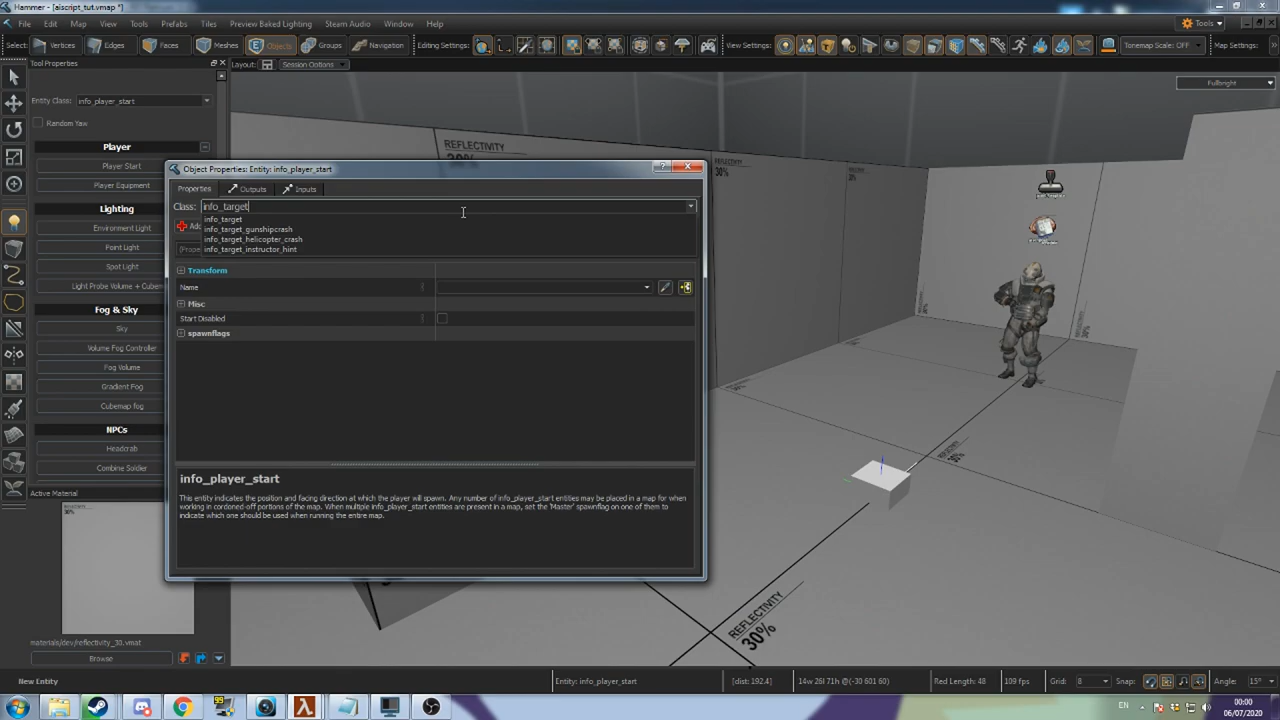 Hammer - [aiscript_tut.vmap *]
File Edit Map Tools Prefabs Tiles Preview Baked Lighting Steam Audio Window Help
Tools
Select: Vertices Edges Faces Meshes Objects Groups Navigation Editing Settings: View Settings: Tonemap Scale: OFF Map Settings:
Tool Properties
Layout: Session Options
Fullbright
Entity Class: info_player_start
Random Yaw
Player
Player Start
Player Equipment
Lighting
Point Light
Spot Light
Light Probe Volume + Cubem
Fog & Sky
Sky
Volume Fog Controller
Fog Volume
Gradient Fog
Cubemap fog
NPCs
Headcrab
Combine Soldier
Active Material
materials/dev/reflectivity_30.vmat
Browse
Object Properties: Entity: info_player_start
Properties Outputs Inputs
Class: info_target
info_target
info_target_gunshipcrash
info_target_helicopter_crash
info_target_instructor_hint
Transform
Name
Misc
Start Disabled
spawnflags
info_player_start
This entity indicates the position and facing direction at which the player will spawn. Any number of info_player_start entities may be placed in a map for when
working in cordoned-off portions of the map. When multiple info_player_start entities are present in a map, set the 'Master' spawnflag on one of them to
indicate which one should be used when running the entire map.
REFLECTIVITY
30%
REFLECTIVITY
30%
New Entity
Entity: info_player_start
[dist: 192.4]
14w 26l 71h @(-30 601 60)
Red Length: 48
109 fps
Grid: 8
Snap:
Angle: 15°
EN
00:00
06/07/2020